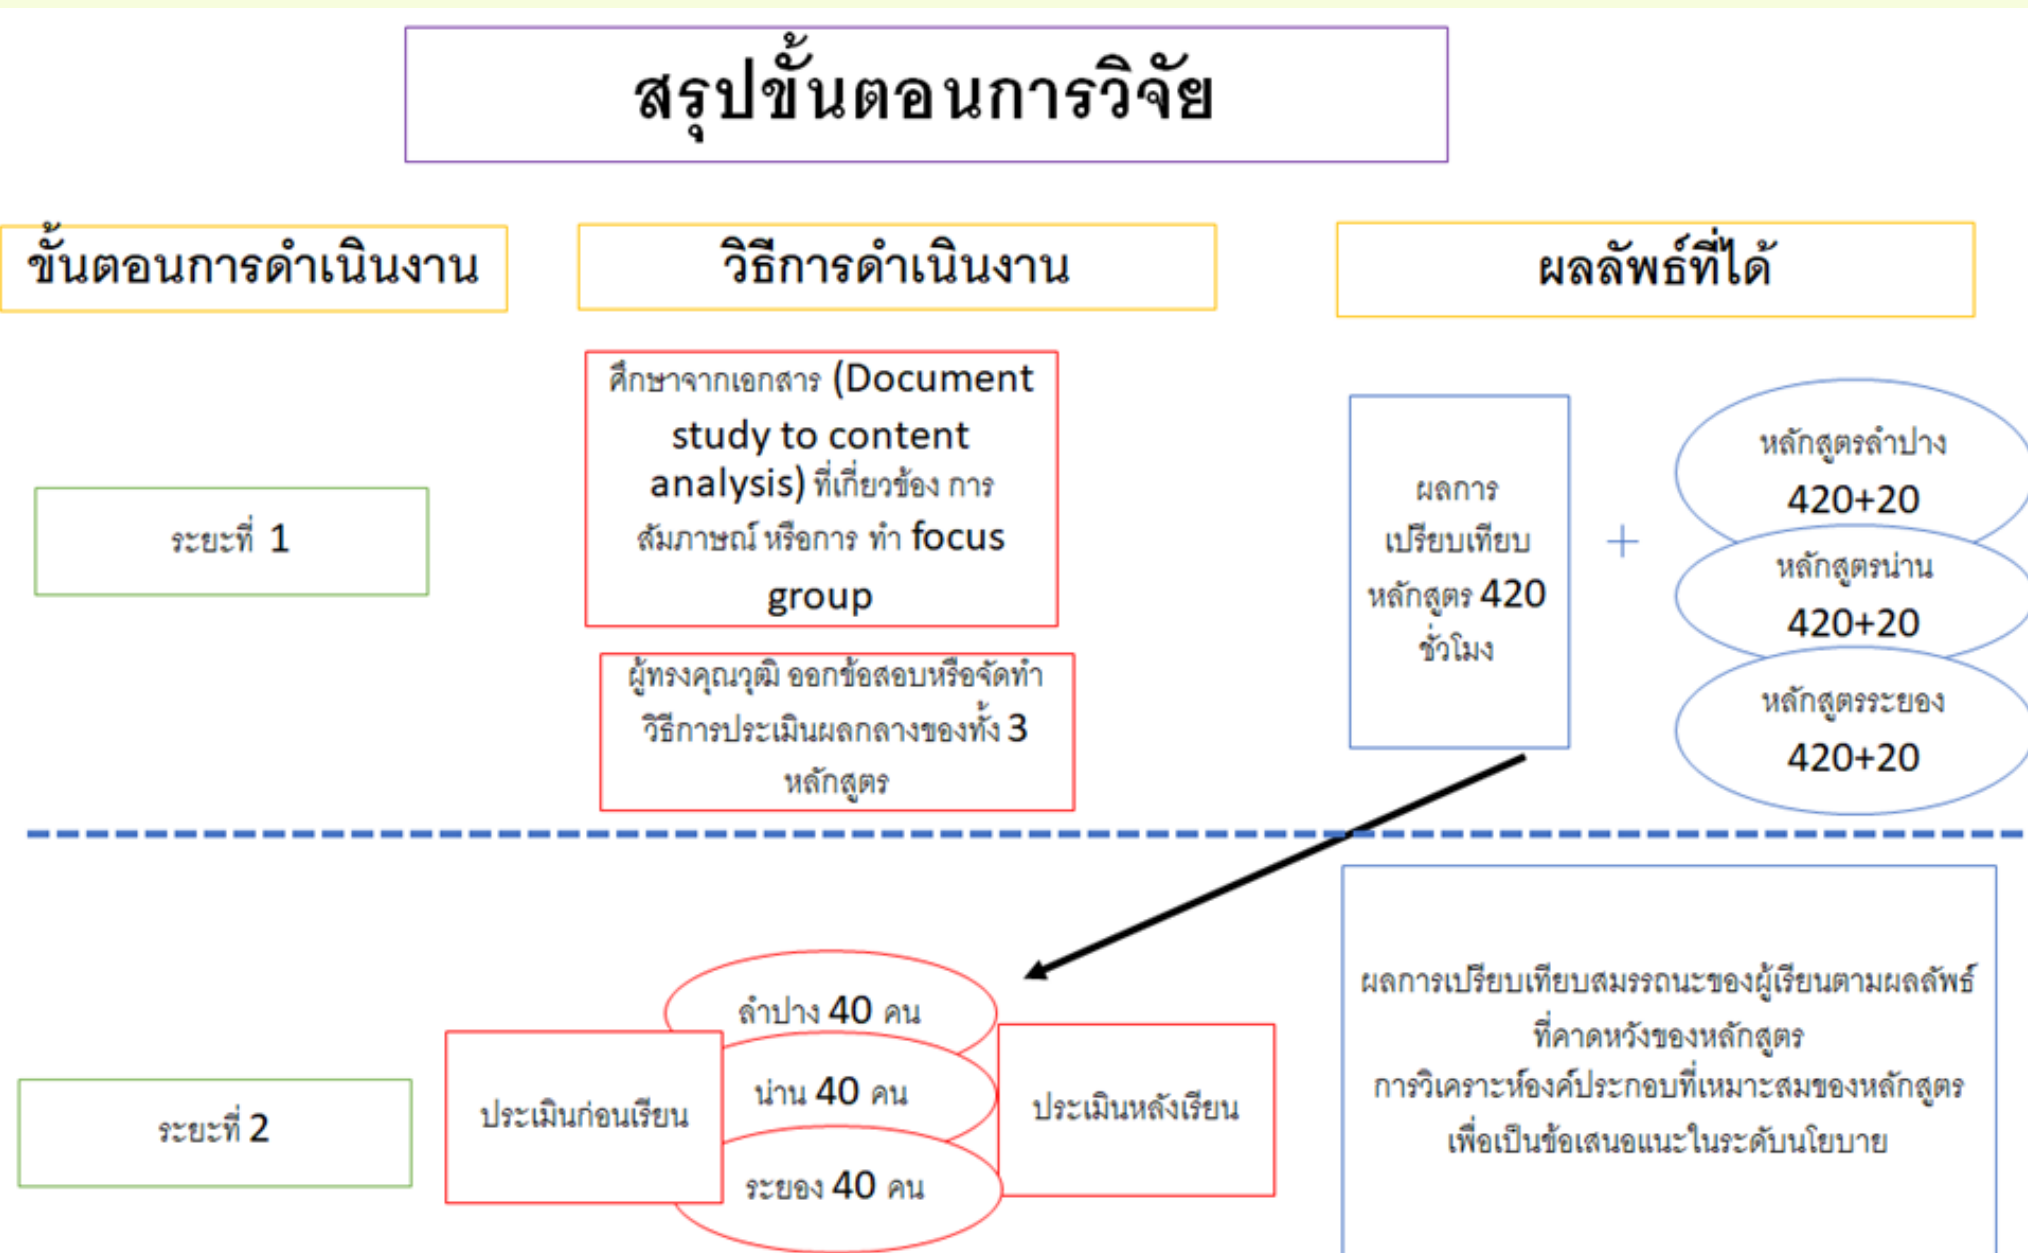 สรุปขั้นตอนการวิจัย
ขั้นตอนการดำเนินงาน
วิธีการดำเนินงาน
ผลลัพธ์ที่ได้
ระยะที่ 1
ศึกษาจากเอกสาร (Document
study to content
analysis) ที่เกี่ยวข้อง การ
สัมภาษณ์ หรือการ ทำ focus
group
ผู้ทรงคุณวุฒิ ออกข้อสอบหรือจัดทำ
วิธีการประเมินผลกลางของทั้ง 3
หลักสูตร
ผลการ
เปรียบเทียบ
หลักสูตร 420
ชั่วโมง
+
หลักสูตรลำปาง
420+20
หลักสูตรน่าน
420+20
หลักสูตรระยอง
420+20
ระยะที่ 2
ประเมินก่อนเรียน
ลำปาง 40 คน
น่าน 40 คน
ระยอง 40 คน
ประเมินหลังเรียน
ผลการเปรียบเทียบสมรรถนะของผู้เรียนตามผลลัพธ์
ที่คาดหวังของหลักสูตร
การวิเคราะห์องค์ประกอบที่เหมาะสมของหลักสูตร
เพื่อเป็นข้อเสนอแนะในระดับนโยบาย